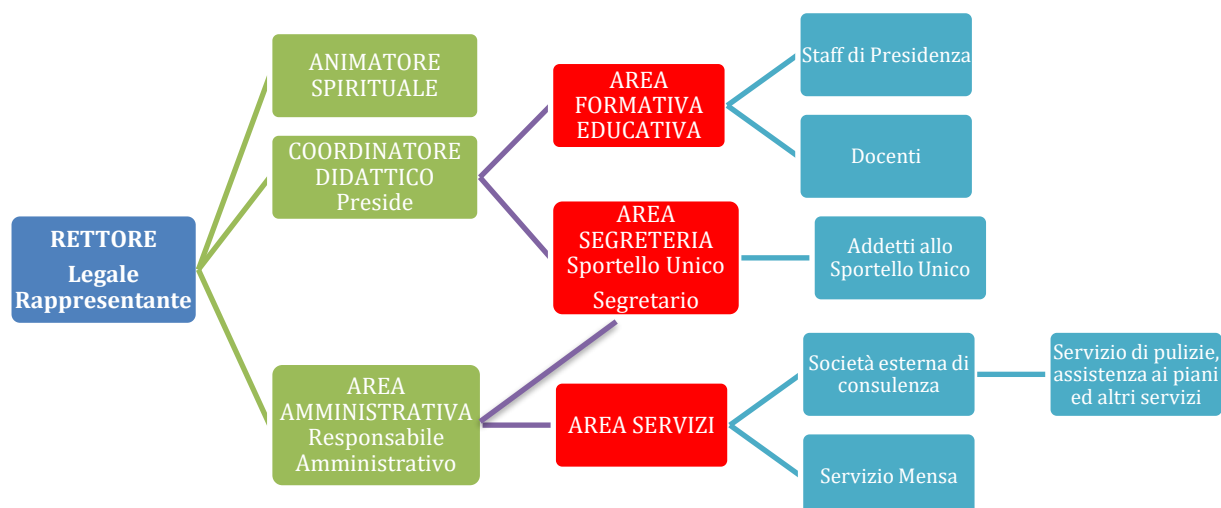 RETTORE
Legale
Rappresentante
ANIMATORE
SPIRITUALE
COORDINATORE
DIDATTICO
Preside
AREA
AMMINISTRATIVA
Responsabile
Amministrativo
AREA
FORMATIVA
EDUCATIVA
AREA
SEGRETERIA
Sportello Unico
Segretario
AREA SERVIZI
Staff di Presidenza
Docenti
Addetti allo
Sportello Unico
Società esterna di
consulenza
Servizio Mensa
Servizio di pulizie,
assistenza ai piani
ed altri servizi